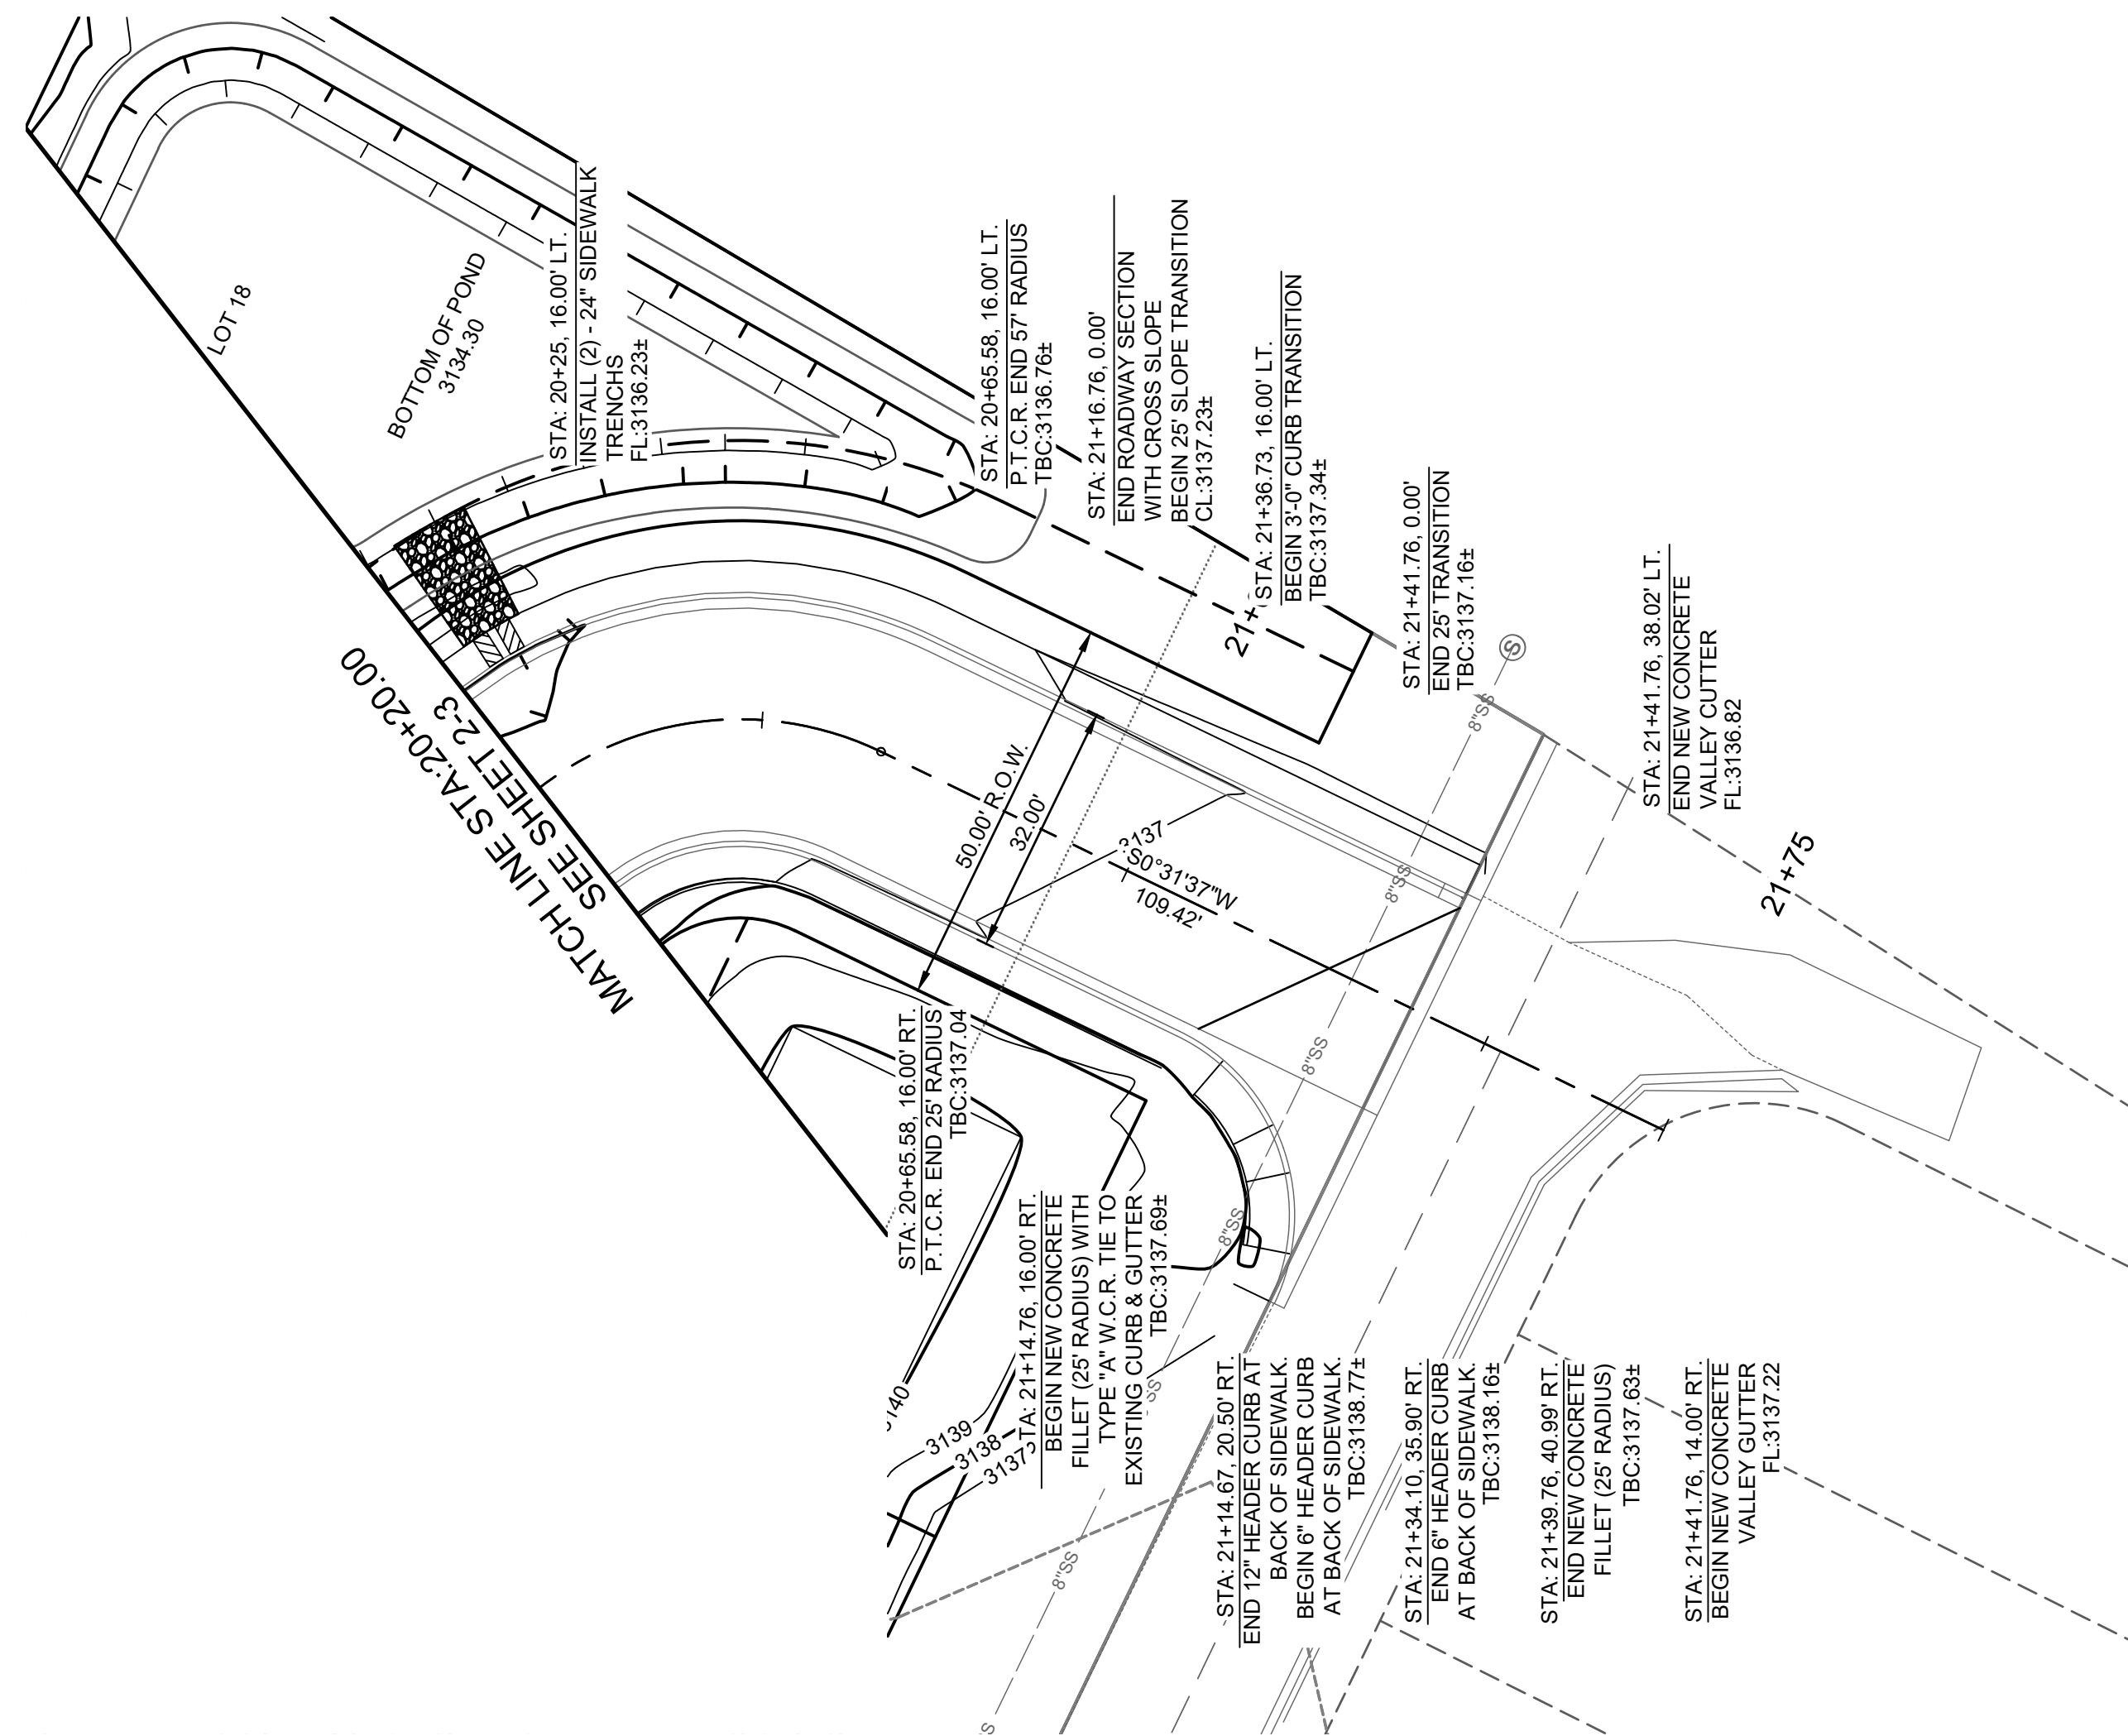 LOT 18
BOTTOM OF POND
3134.30
STA: 20+25, 16.00' LT.
INSTALL (2) - 24" SIDEWALK
TRENCHS
FL:3136.23±
STA: 20+65.58, 16.00' LT.
P.T.C.R. END 57' RADIUS
TBC:3136.76±
STA: 21+16.76, 0.00'
END ROADWAY SECTION
WITH CROSS SLOPE
BEGIN 25' SLOPE TRANSITION
CL:3137.23±
21+
STA: 21+36.73, 16.00' LT.
BEGIN 3'-0" CURB TRANSITION
TBC:3137.34±
STA: 21+41.76, 0.00'
END 25' TRANSITION
TBC:3137.16±
S
STA: 21+41.76, 38.02' LT.
END NEW CONCRETE
VALLEY CUTTER
FL:3136.82
21+75
MATCH LINE STA:20+20.00
SEE SHEET 2-3
50.00' R.O.W.
32.00'
3137
S0°31'37"W
109.42'
8"SS
8"SS
8"SS
8"SS
SS
8"SS
S
STA: 20+65.58, 16.00' RT.
P.T.C.R. END 25' RADIUS
TBC:3137.04
3140
3139
3138
3137
STA: 21+14.76, 16.00' RT.
BEGIN NEW CONCRETE
FILLET (25' RADIUS) WITH
TYPE "A" W.C.R. TIE TO
EXISTING CURB & GUTTER
TBC:3137.69±
STA: 21+14.67, 20.50' RT.
END 12" HEADER CURB AT
BACK OF SIDEWALK.
BEGIN 6" HEADER CURB
AT BACK OF SIDEWALK.
TBC:3138.77±
STA: 21+34.10, 35.90' RT.
END 6" HEADER CURB
AT BACK OF SIDEWALK.
TBC:3138.16±
STA: 21+39.76, 40.99' RT.
END NEW CONCRETE
FILLET (25' RADIUS)
TBC:3137.63±
STA: 21+41.76, 14.00' RT.
BEGIN NEW CONCRETE
VALLEY GUTTER
FL:3137.22